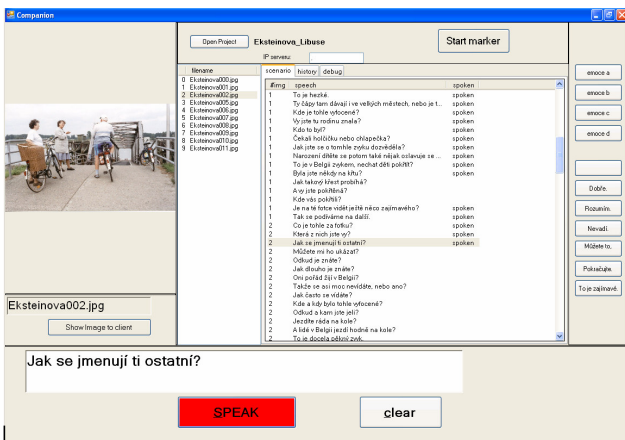 Companion
Open Project
Eksteinova_Libuse
Start marker
IP serveru:
filename
0 Eksteinova000.jpg
1 Eksteinova001.jpg
2 Eksteinova002.jpg
3 Eksteinova005.jpg
4 Eksteinova006.jpg
5 Eksteinova007.jpg
6 Eksteinova008.jpg
7 Eksteinova009.jpg
8 Eksteinova010.jpg
9 Eksteinova011.jpg
scenario history debug
#img speech spoken
1 To je hezké. spoken
1 Ty čápy tam dávají i ve velkých městech, nebo je t... spoken
1 Kde je tohle vyfocené? spoken
1 Vy jste tu rodinu znala? spoken
1 Kdo to byl? spoken
1 Čekali holčičku nebo chlapečka? spoken
1 Jak jste se o tomhle zvyku dozvěděla? spoken
1 Narození dítěte se potom také nějak oslavuje se ... spoken
1 To je v Belgii zvykem, nechat děti pokřtít? spoken
1 Byla jste někdy na křtu? spoken
1 Jak takový křest probíhá?
1 A vy jste pokřtěná?
1 Kde vás pokřtili?
1 Je na té fotce vidět ještě něco zajímavého? spoken
1 Tak se podíváme na další. spoken
2 Co je tohle za fotku? spoken
2 Která z nich jste vy? spoken
2 Jak se jmenují ti ostatní? spoken
2 Můžete mi ho ukázat?
2 Odkud je znáte?
2 Jak dlouho je znáte?
2 Oni pořád žijí v Belgii?
2 Takže se asi moc nevídáte, nebo ano?
2 Jak často se vídáte?
2 Kde a kdy bylo tohle vyfocené?
2 Odkud a kam jste jeli?
2 Jezdíte ráda na kole?
2 A lidé v Belgii jezdí hodně na kole?
2 To je docela pěkný zvyk.
emoce a
emoce b
emoce c
emoce d
Dobře.
Rozumím.
Nevadí.
Můžete to,
Pokračujte.
To je zajímavé.
Eksteinova002.jpg
Show Image to client
Jak se jmenují ti ostatní?
SPEAK
clear